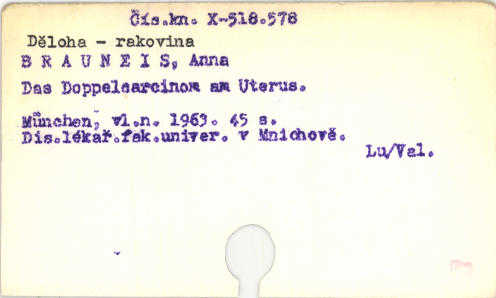 Čís.kn. X-518.578
Děloha - rakovina
B R A U N E I S, Anna
Das Doppelcarcinom am Uterus.
München, vl.n. 1963. 45 s.
Dis.lékař.fak.univer. v Mnichově.
Lu/Val.